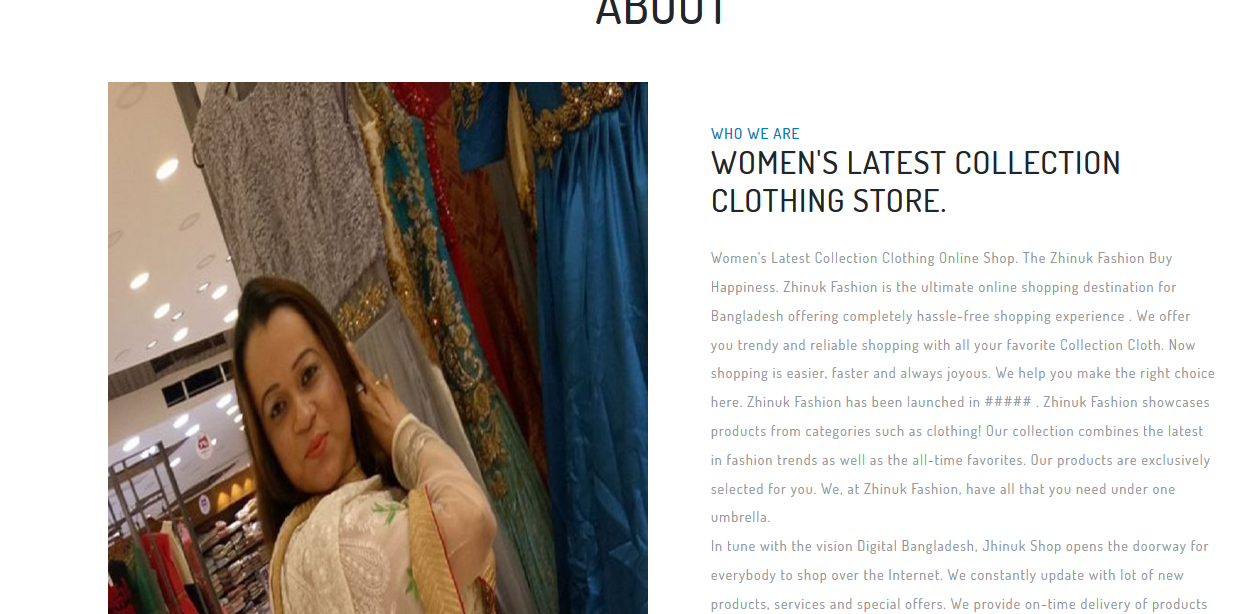 ABOUT
WHO WE ARE
WOMEN'S LATEST COLLECTION
CLOTHING STORE.
Women's Latest Collection Clothing Online Shop. The Zhinuk Fashion Buy
Happiness. Zhinuk Fashion is the ultimate online shopping destination for
Bangladesh offering completely hassle-free shopping experience . We offer
you trendy and reliable shopping with all your favorite Collection Cloth. Now
shopping is easier, faster and always joyous. We help you make the right choice
here. Zhinuk Fashion has been launched in ##### . Zhinuk Fashion showcases
products from categories such as clothing! Our collection combines the latest
in fashion trends as well as the all-time favorites. Our products are exclusively
selected for you. We, at Zhinuk Fashion, have all that you need under one
umbrella.
In tune with the vision Digital Bangladesh, Jhinuk Shop opens the doorway for
everybody to shop over the Internet. We constantly update with lot of new
products, services and special offers. We provide on-time delivery of products